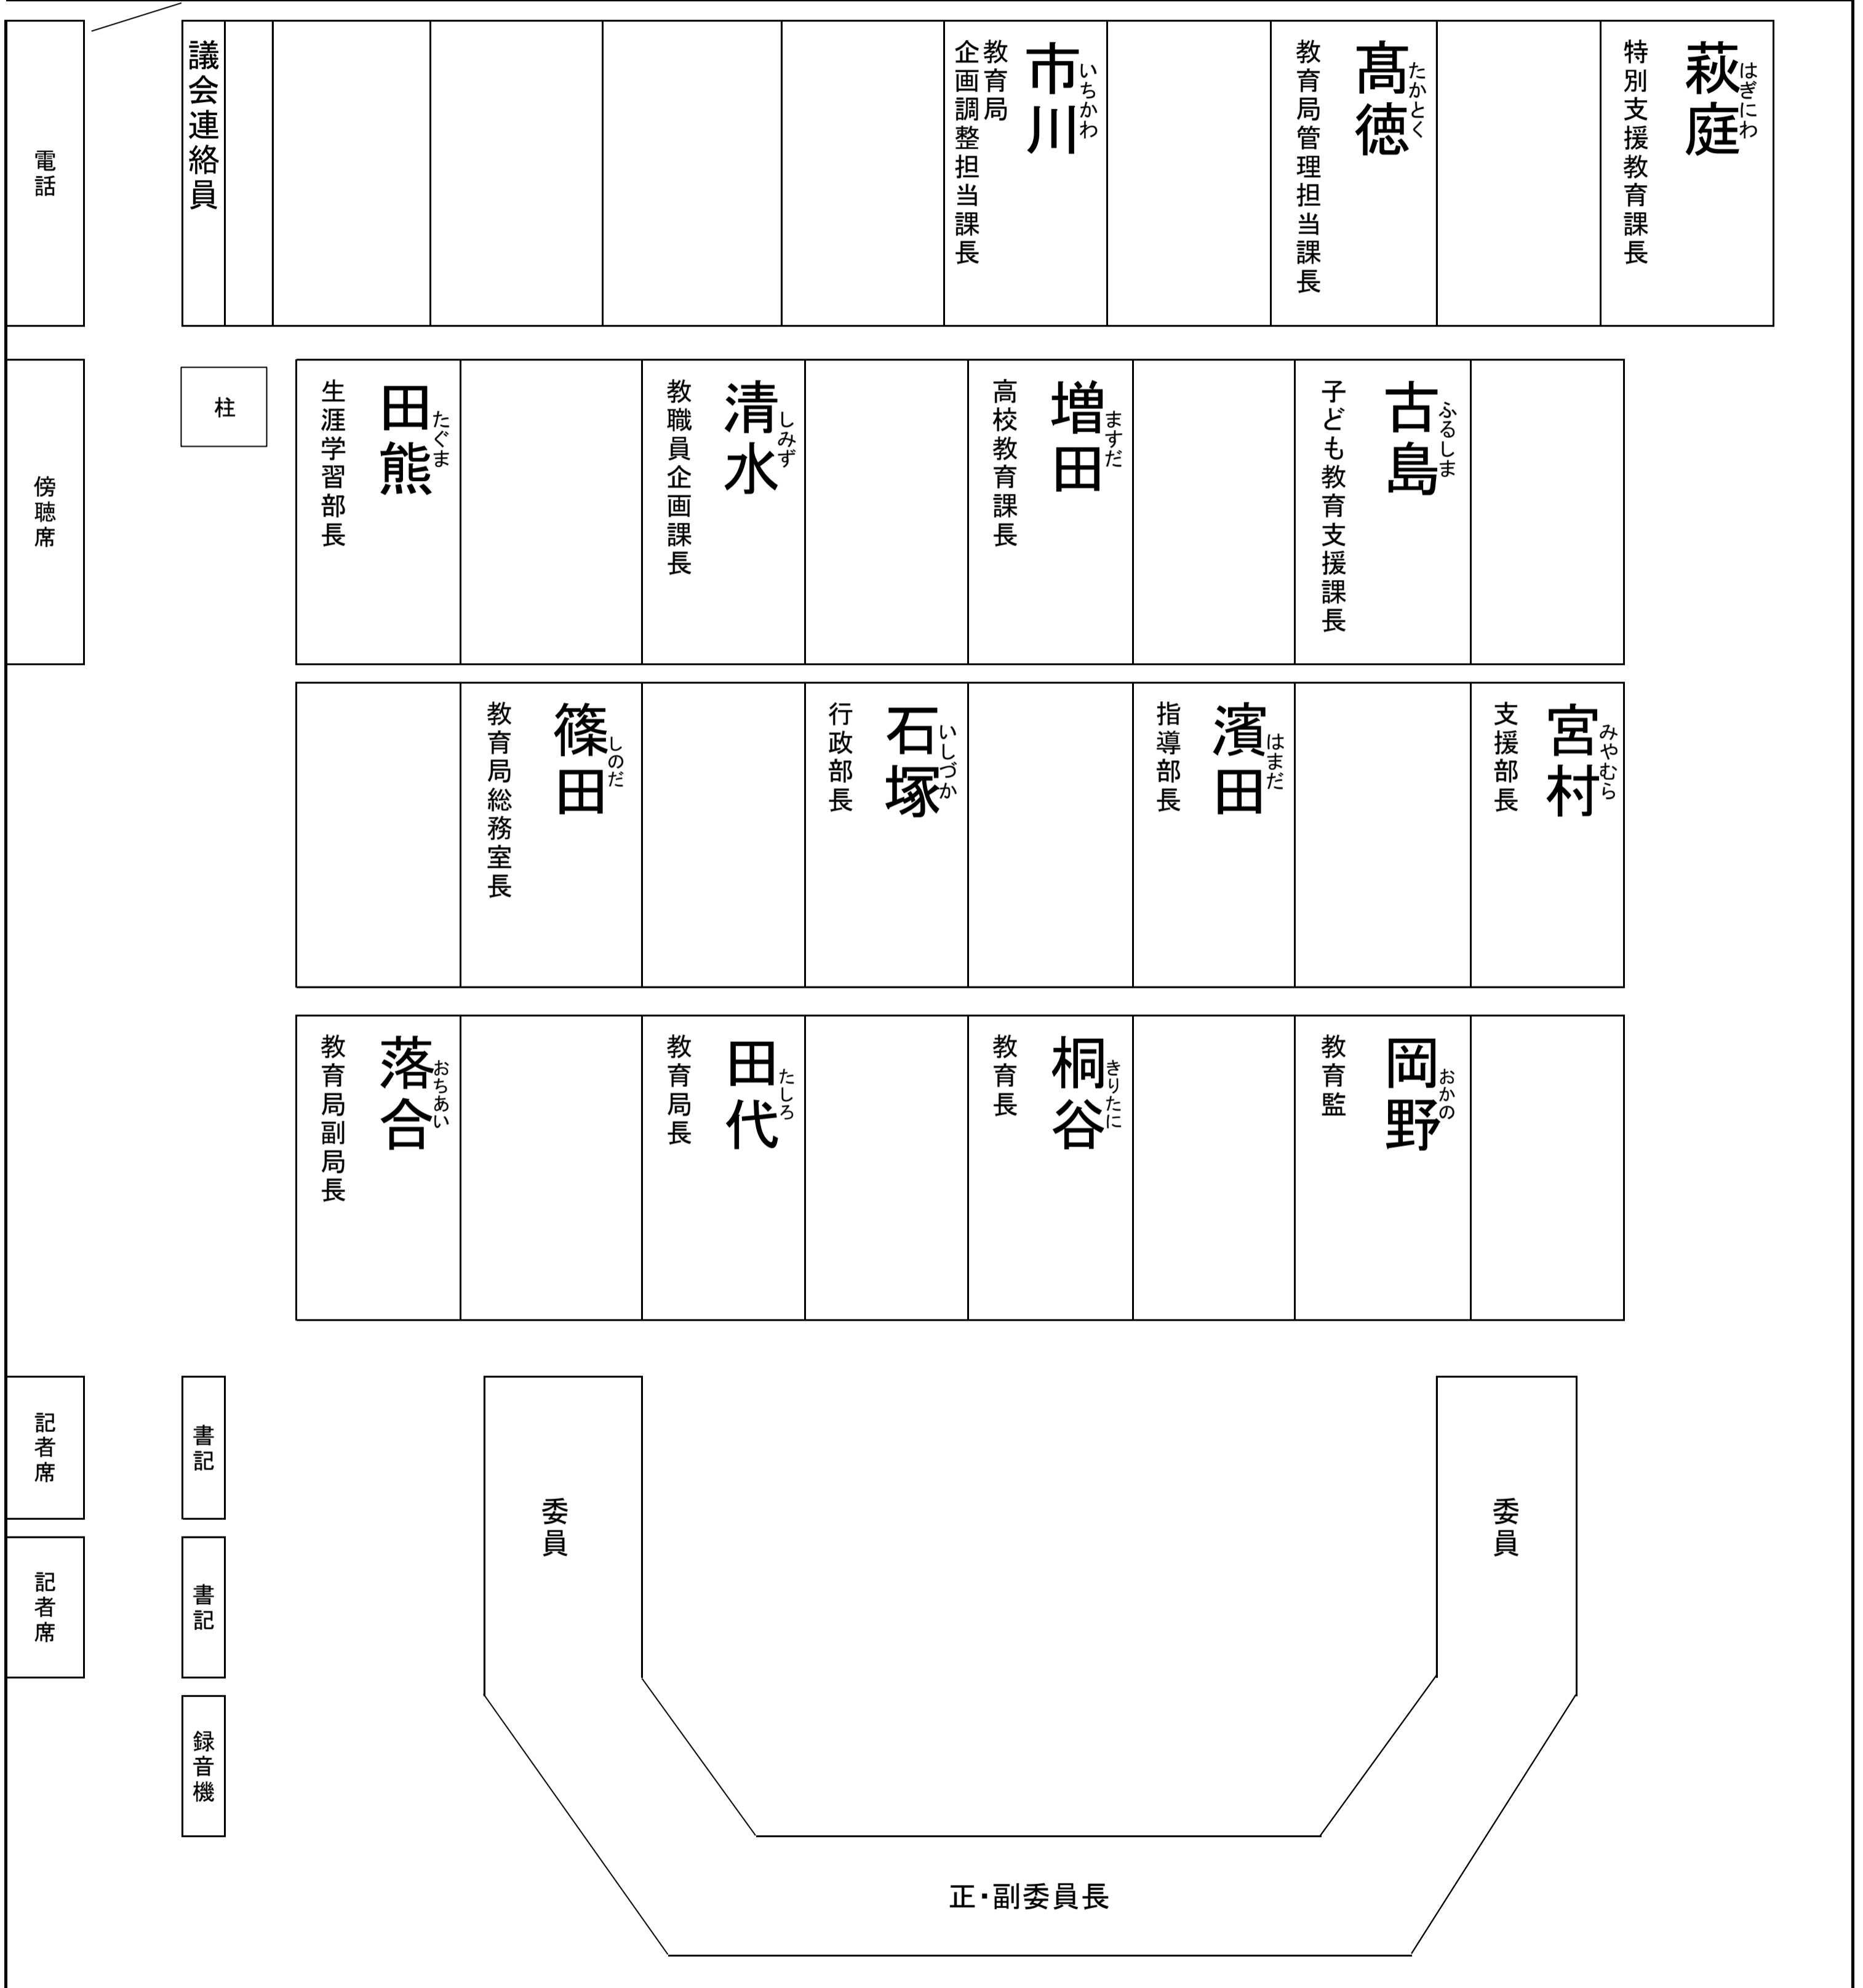 特別支援教育課長
萩庭
はぎにわ
教育局管理担当課長
髙徳
たかとく
教育局
企画調整担当課長
市川
いちかわ
議会連絡員
電話
子ども教育支援課長
古島
ふるしま
高校教育課長
増田
ますだ
教職員企画課長
清水
しみず
生涯学習部長
田熊
たぐま
柱
傍聴席
支援部長
宮村
みやむら
指導部長
濱田
はまだ
行政部長
石塚
いしづか
教育局総務室長
篠田
しのだ
教育監
岡野
おかの
教育長
桐谷
きりたに
教育局長
田代
たしろ
教育局副局長
落合
おちあい
委員
委員
書記
記者席
書記
記者席
録音機
正・副委員長